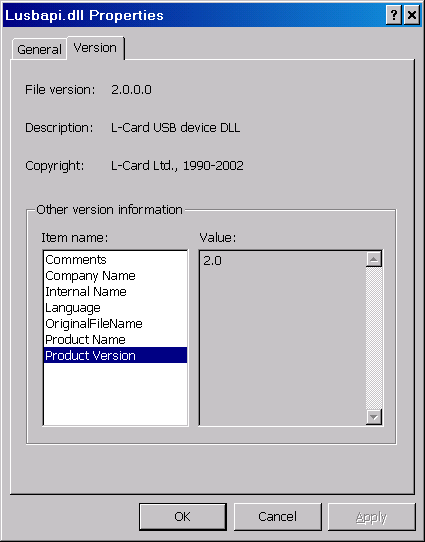 Lusbapi.dll Properties
General Version
File version: 2.0.0.0
Description: L-Card USB device DLL
Copyright: L-Card Ltd., 1990-2002
Other version information
Item name: Value:
Comments 2.0
Company Name
Internal Name
Language
OriginalFileName
Product Name
Product Version
OK Cancel Apply